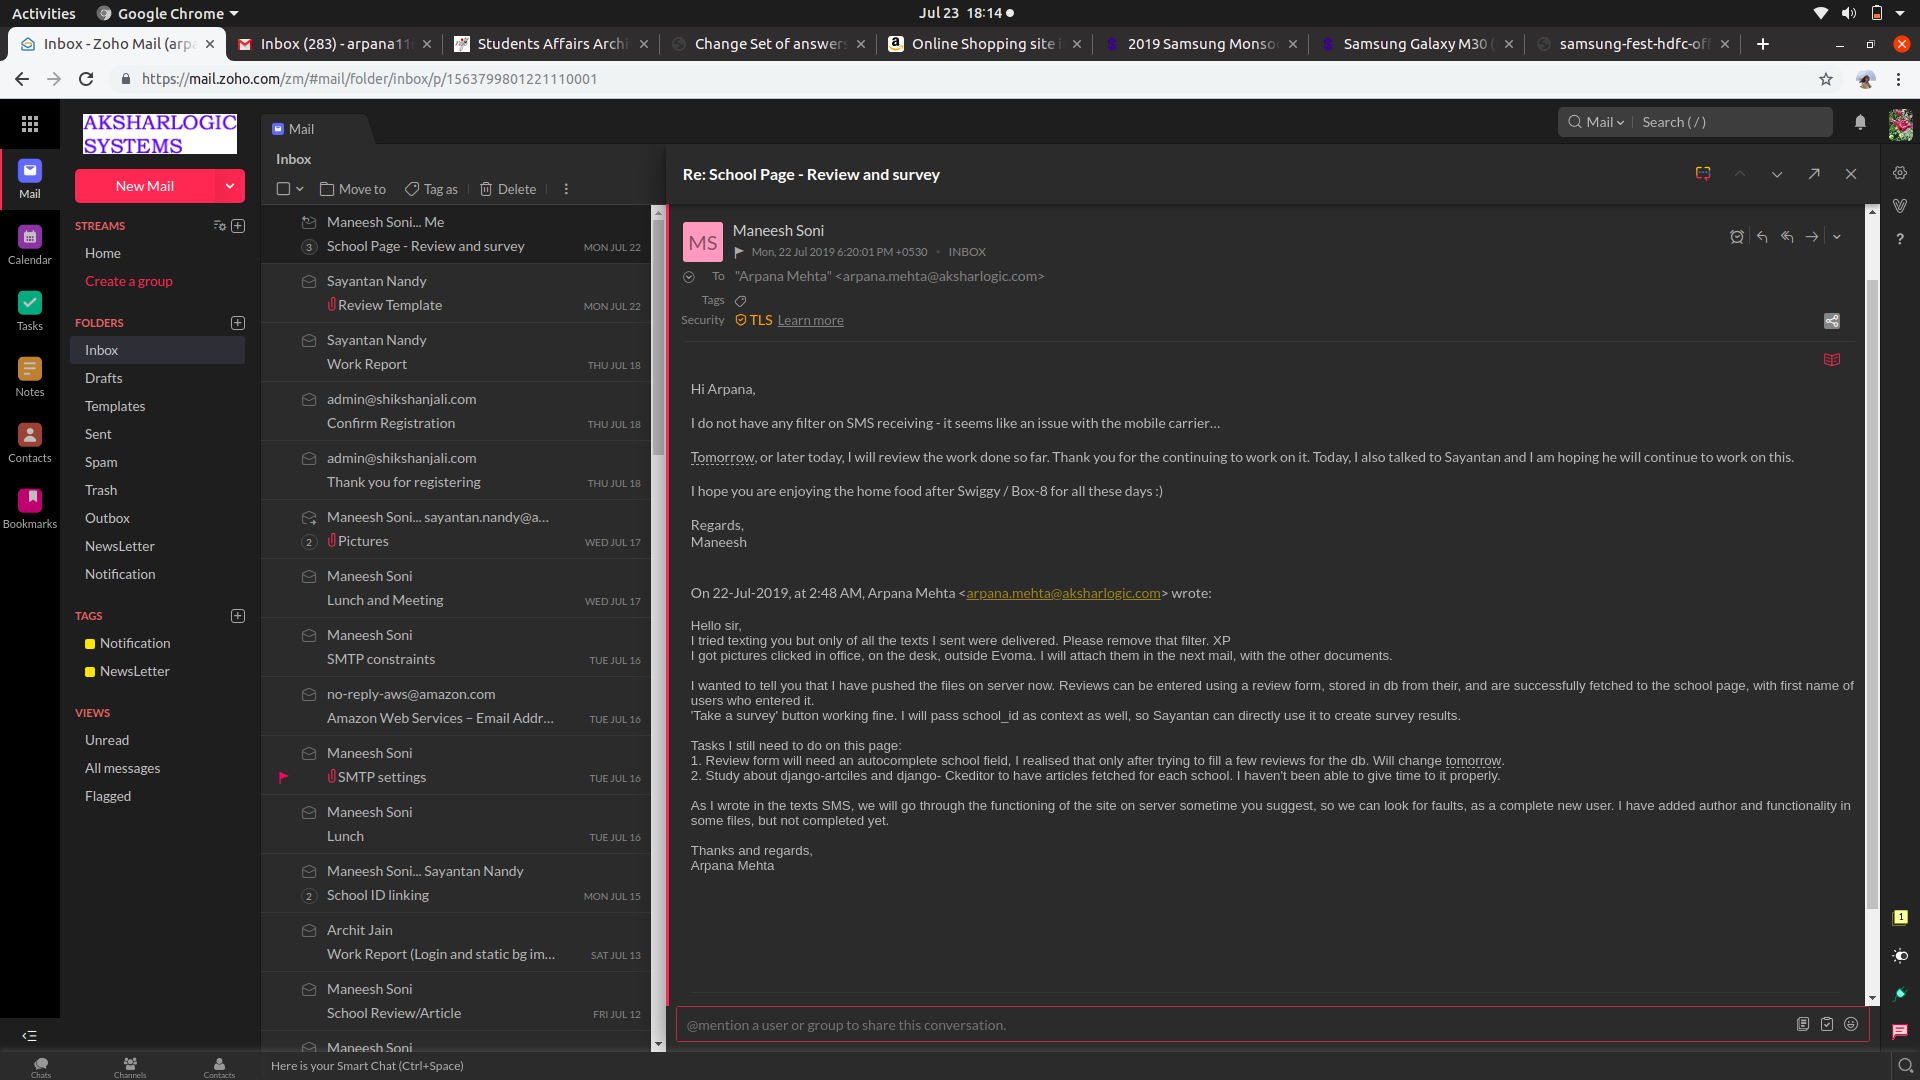 Activities
Google Chrome
Jul 23 18:14
Inbox - Zoho Mail (arpa
Inbox (283) - arpana11
Students Affairs Archi
Change Set of answers
Online Shopping site i
2019 Samsung Monso
Samsung Galaxy M30 (
samsung-fest-hdfc-off
https://mail.zoho.com/zm/#mail/folder/inbox/p/1563799801221110001
AKSHARLOGIC
SYSTEMS
Mail
Mail
Search ( / )
Mail
Calendar
Tasks
Notes
Contacts
Bookmarks
New Mail
STREAMS
Home
Create a group
FOLDERS
Inbox
Drafts
Templates
Sent
Spam
Trash
Outbox
NewsLetter
Notification
TAGS
Notification
NewsLetter
VIEWS
Unread
All messages
Flagged
Inbox
Move to
Tag as
Delete
Maneesh Soni... Me
3 School Page - Review and survey MON JUL 22
Sayantan Nandy
Review Template MON JUL 22
Sayantan Nandy
Work Report THU JUL 18
admin@shikshanjali.com
Confirm Registration THU JUL 18
admin@shikshanjali.com
Thank you for registering THU JUL 18
Maneesh Soni... sayantan.nandy@a...
2 Pictures WED JUL 17
Maneesh Soni
Lunch and Meeting WED JUL 17
Maneesh Soni
SMTP constraints TUE JUL 16
no-reply-aws@amazon.com
Amazon Web Services – Email Addr... TUE JUL 16
Maneesh Soni
SMTP settings TUE JUL 16
Maneesh Soni
Lunch TUE JUL 16
Maneesh Soni... Sayantan Nandy
2 School ID linking MON JUL 15
Archit Jain
Work Report (Login and static bg im... SAT JUL 13
Maneesh Soni
School Review/Article FRI JUL 12
Maneesh Soni
Re: School Page - Review and survey
MS
Maneesh Soni
Mon, 22 Jul 2019 6:20:01 PM +0530 • INBOX
To "Arpana Mehta" <arpana.mehta@aksharlogic.com>
Tags
Security TLS Learn more
Hi Arpana,
I do not have any filter on SMS receiving - it seems like an issue with the mobile carrier...
Tomorrow, or later today, I will review the work done so far. Thank you for the continuing to work on it. Today, I also talked to Sayantan and I am hoping he will continue to work on this.
I hope you are enjoying the home food after Swiggy / Box-8 for all these days :)
Regards,
Maneesh
On 22-Jul-2019, at 2:48 AM, Arpana Mehta <arpana.mehta@aksharlogic.com> wrote:
Hello sir,
I tried texting you but only of all the texts I sent were delivered. Please remove that filter. XP
I got pictures clicked in office, on the desk, outside Evoma. I will attach them in the next mail, with the other documents.
I wanted to tell you that I have pushed the files on server now. Reviews can be entered using a review form, stored in db from their, and are successfully fetched to the school page, with first name of
users who entered it.
'Take a survey' button working fine. I will pass school_id as context as well, so Sayantan can directly use it to create survey results.
Tasks I still need to do on this page:
1. Review form will need an autocomplete school field, I realised that only after trying to fill a few reviews for the db. Will change tomorrow.
2. Study about django-artciles and django- Ckeditor to have articles fetched for each school. I haven't been able to give time to it properly.
As I wrote in the texts SMS, we will go through the functioning of the site on server sometime you suggest, so we can look for faults, as a complete new user. I have added author and functionality in
some files, but not completed yet.
Thanks and regards,
Arpana Mehta
@mention a user or group to share this conversation.
1
Chats
Channels
Contacts
Here is your Smart Chat (Ctrl+Space)